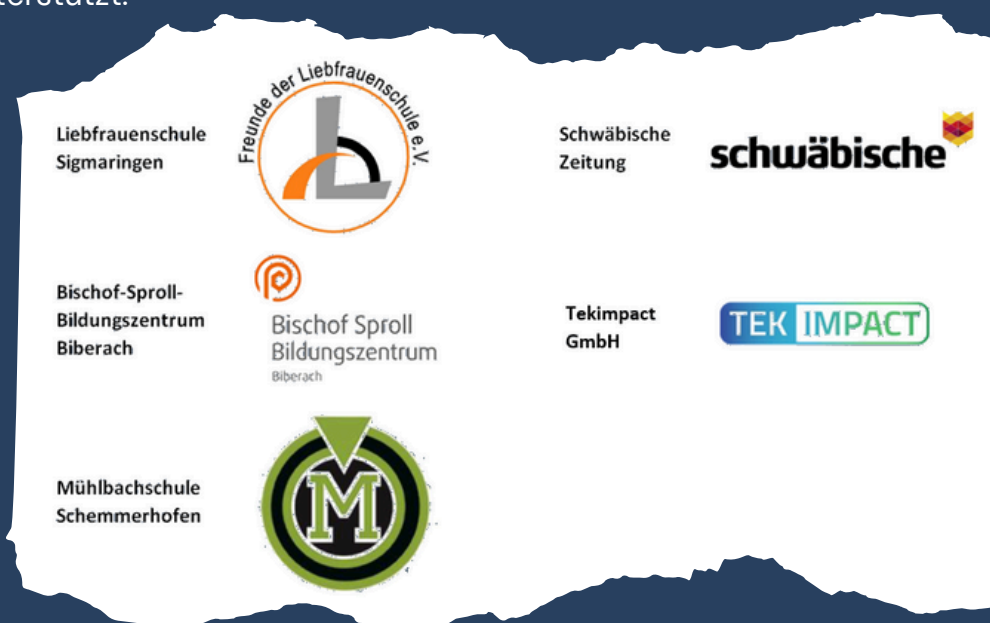 Liebfrauenschule
Sigmaringen
Freunde der Liebfrauenschule e.V.
Schwäbische
Zeitung
schwäbische
Bischof-Sproll-
Bildungszentrum
Biberach
Bischof Sproll
Bildungszentrum
Biberach
Tekimpact
GmbH
TEK IMPACT
Mühlbachschule
Schemmerhofen
M